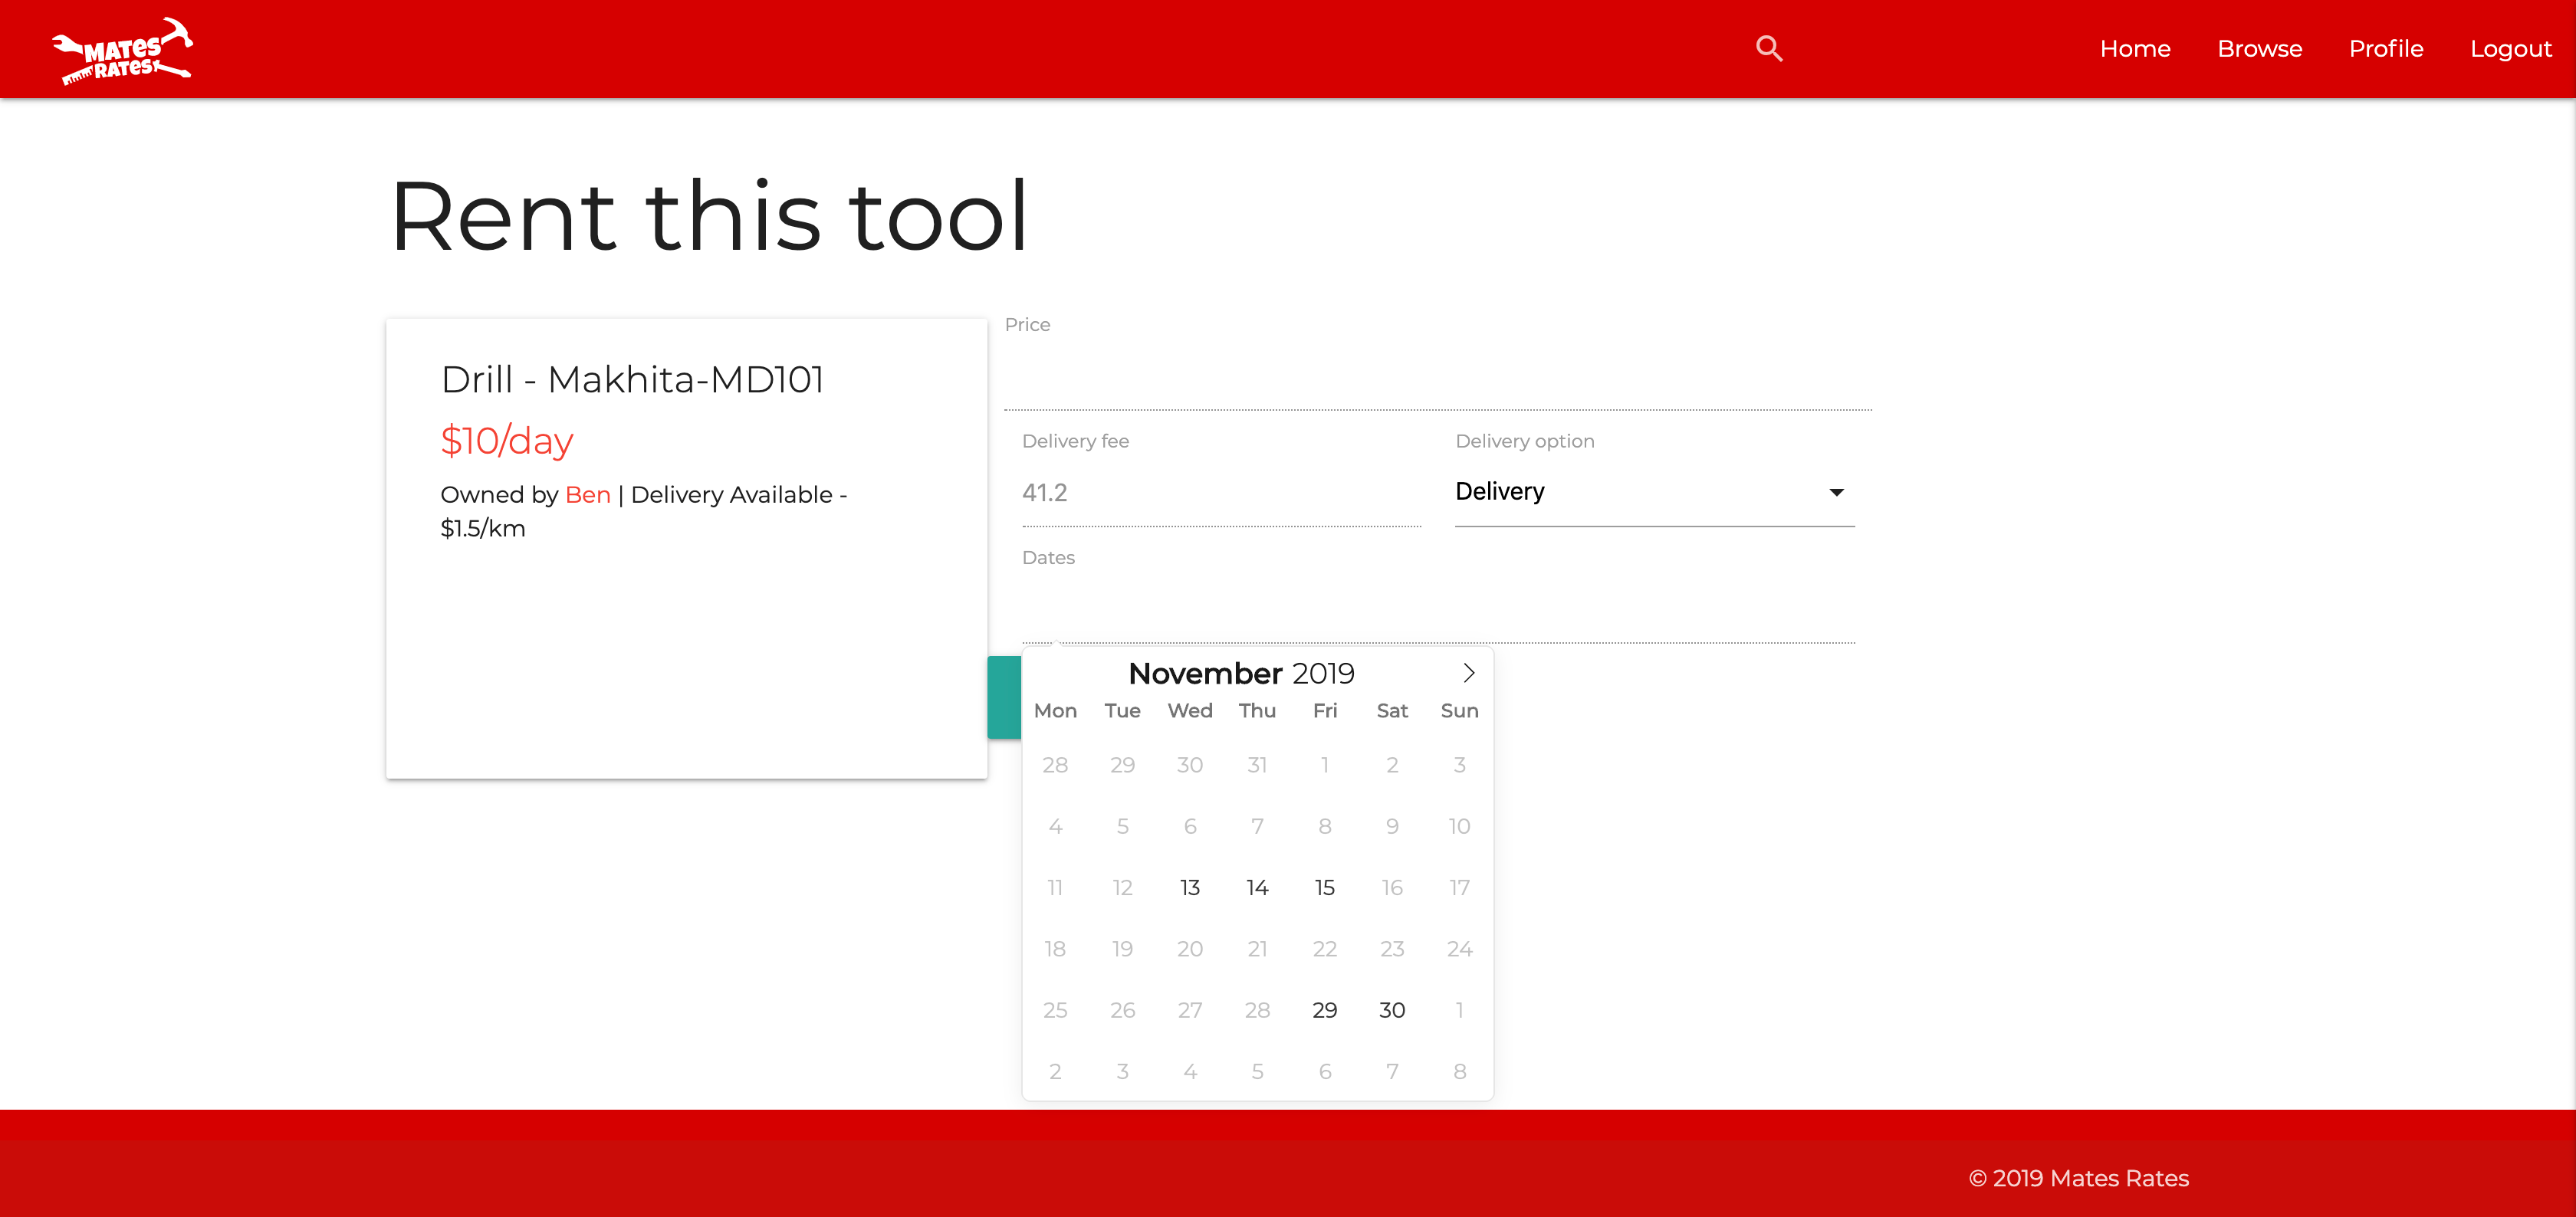 MATES
RATES
Home Browse Profile Logout
Rent this tool
Drill - Makhita-MD101
$10/day
Owned by Ben | Delivery Available -
$1.5/km
Price
Delivery fee Delivery option
41.2 Delivery
Dates
November 2019
Mon Tue Wed Thu Fri Sat Sun
28 29 30 31 1 2 3
4 5 6 7 8 9 10
11 12 13 14 15 16 17
18 19 20 21 22 23 24
25 26 27 28 29 30 1
2 3 4 5 6 7 8
© 2019 Mates Rates